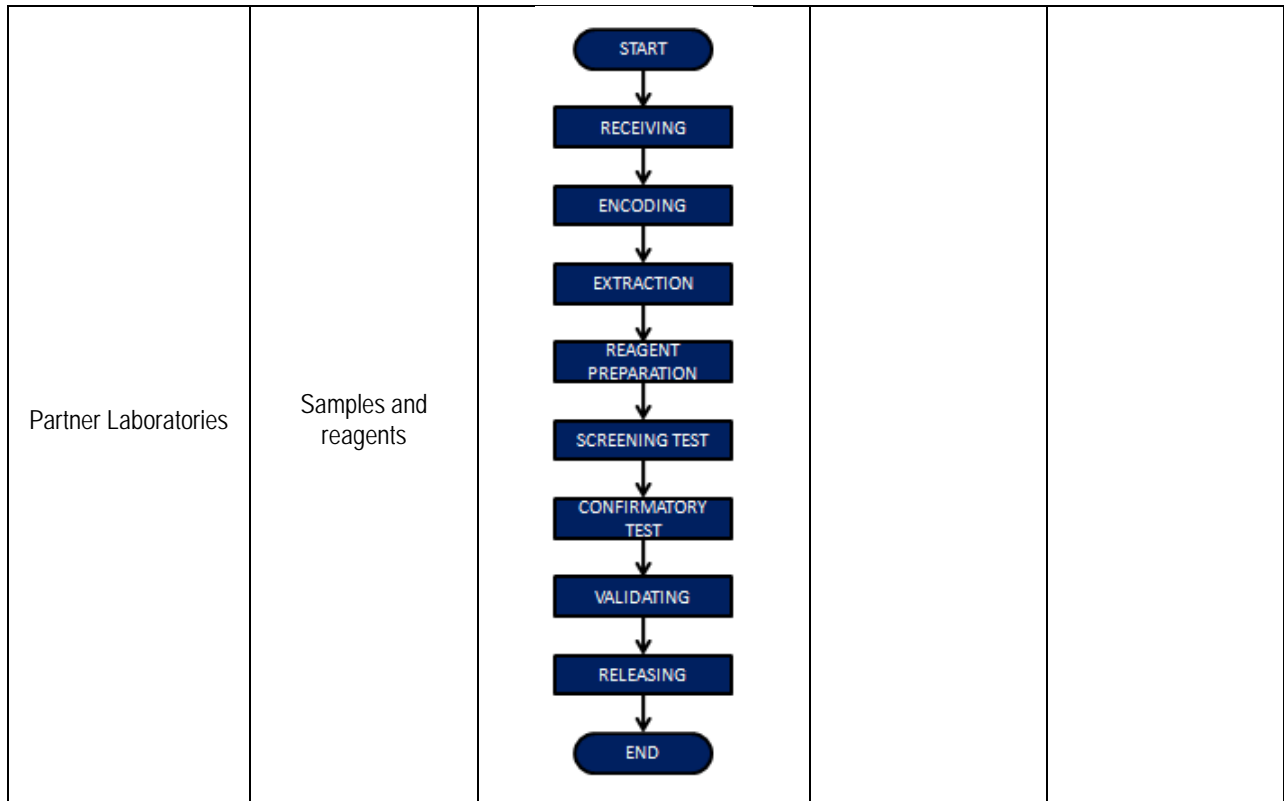 Partner Laboratories
Samples and
reagents
START
RECEIVING
ENCODING
EXTRACTION
REAGENT
PREPARATION
SCREENING TEST
CONFIRMATORY
TEST
VALIDATING
RELEASING
END